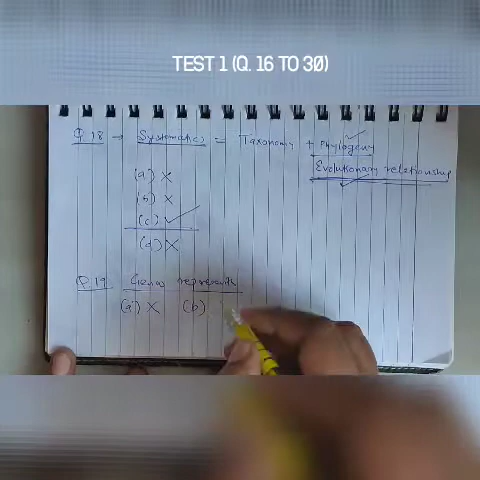 TEST 1 (Q. 16 TO 30)
Q.18 → Systematics = Taxonomy + Phylogeny
Evolutionary relationship
(a) X
(b) X
(c) ✓
(d) X
Q.19 Genus represents
(a) X (b)